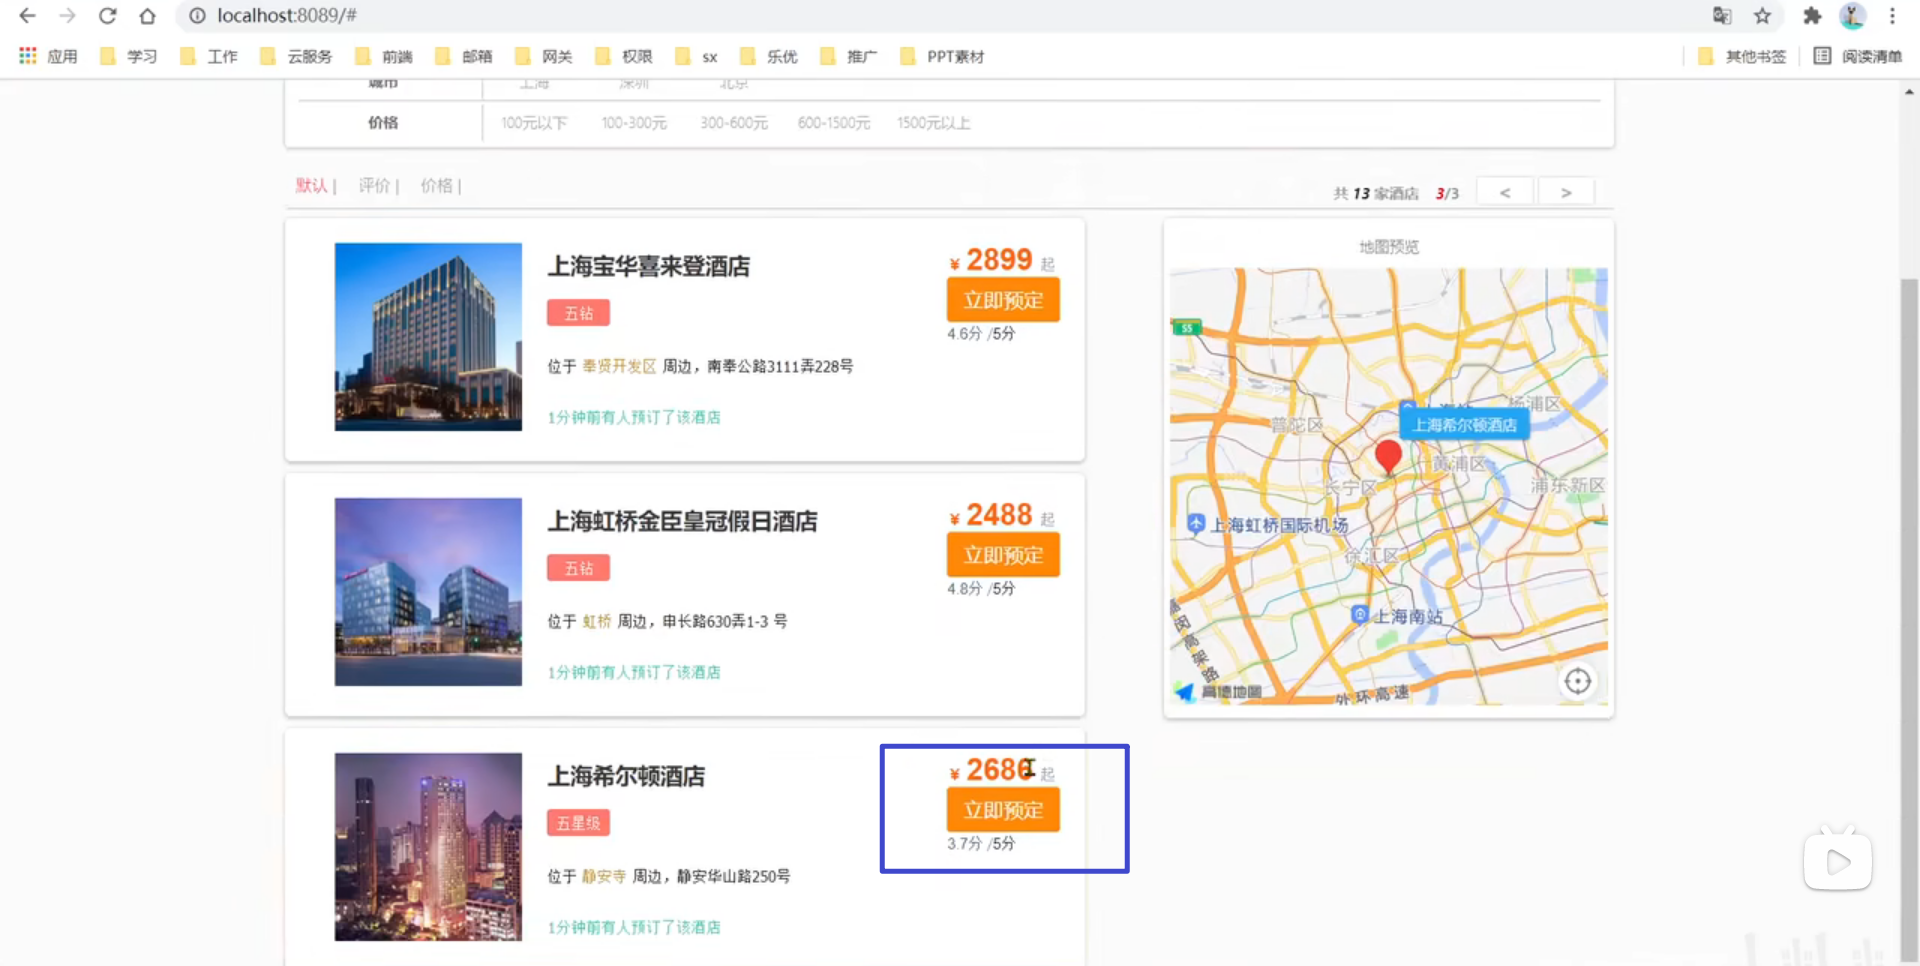 localhost:8089/#
应用 学习 工作 云服务 前端 邮箱 网关 权限 sx 乐优 推广 PPT素材 其他书签 阅读清单
城市 上海 深圳 北京
价格 100元以下 100-300元 300-600元 600-1500元 1500元以上
默认| 评价| 价格|
共 13 家酒店 3/3 < >
上海宝华喜来登酒店
¥ 2899 起
五钻
立即预定
4.6分 /5分
位于 奉贤开发区 周边，南奉公路3111弄228号
1分钟前有人预订了该酒店
上海虹桥金臣皇冠假日酒店
¥ 2488 起
五钻
立即预定
4.8分 /5分
位于 虹桥 周边，申长路630弄1-3 号
1分钟前有人预订了该酒店
上海希尔顿酒店
¥ 2686 起
五星级
立即预定
3.7分 /5分
位于 静安寺 周边，静安华山路250号
1分钟前有人预订了该酒店
地图预览
S5
杨浦区
普陀区
上海希尔顿酒店
黄浦区
长宁区
浦东新区
上海虹桥国际机场
徐汇区
上海南站
闵高架路
高德地图
外环高速